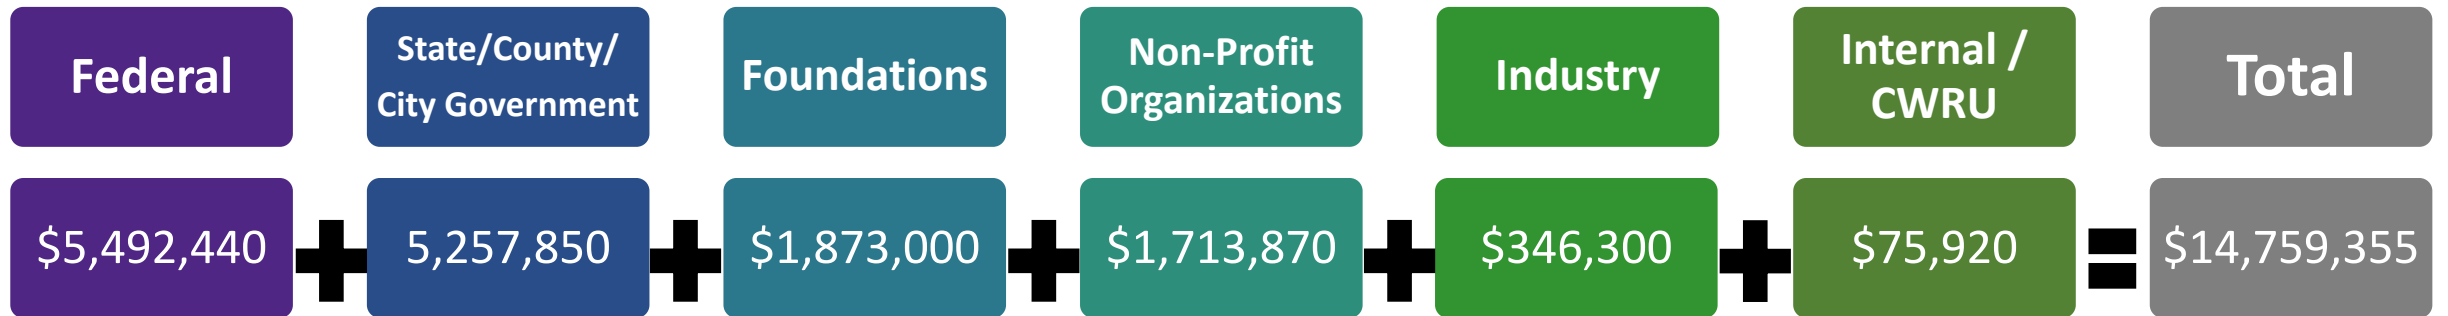 Federal
State/County/
City Government
Foundations
Non-Profit
Organizations
Industry
Internal /
CWRU
Total
$5,492,440
5,257,850
$1,873,000
$1,713,870
$346,300
$75,920
$14,759,355